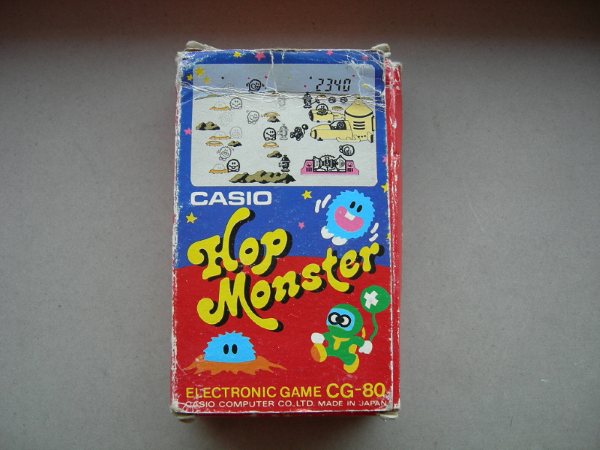 2340
CASIO
Hop
Monster
ELECTRONIC GAME CG-80
CASIO COMPUTER CO.,LTD. MADE IN JAPAN